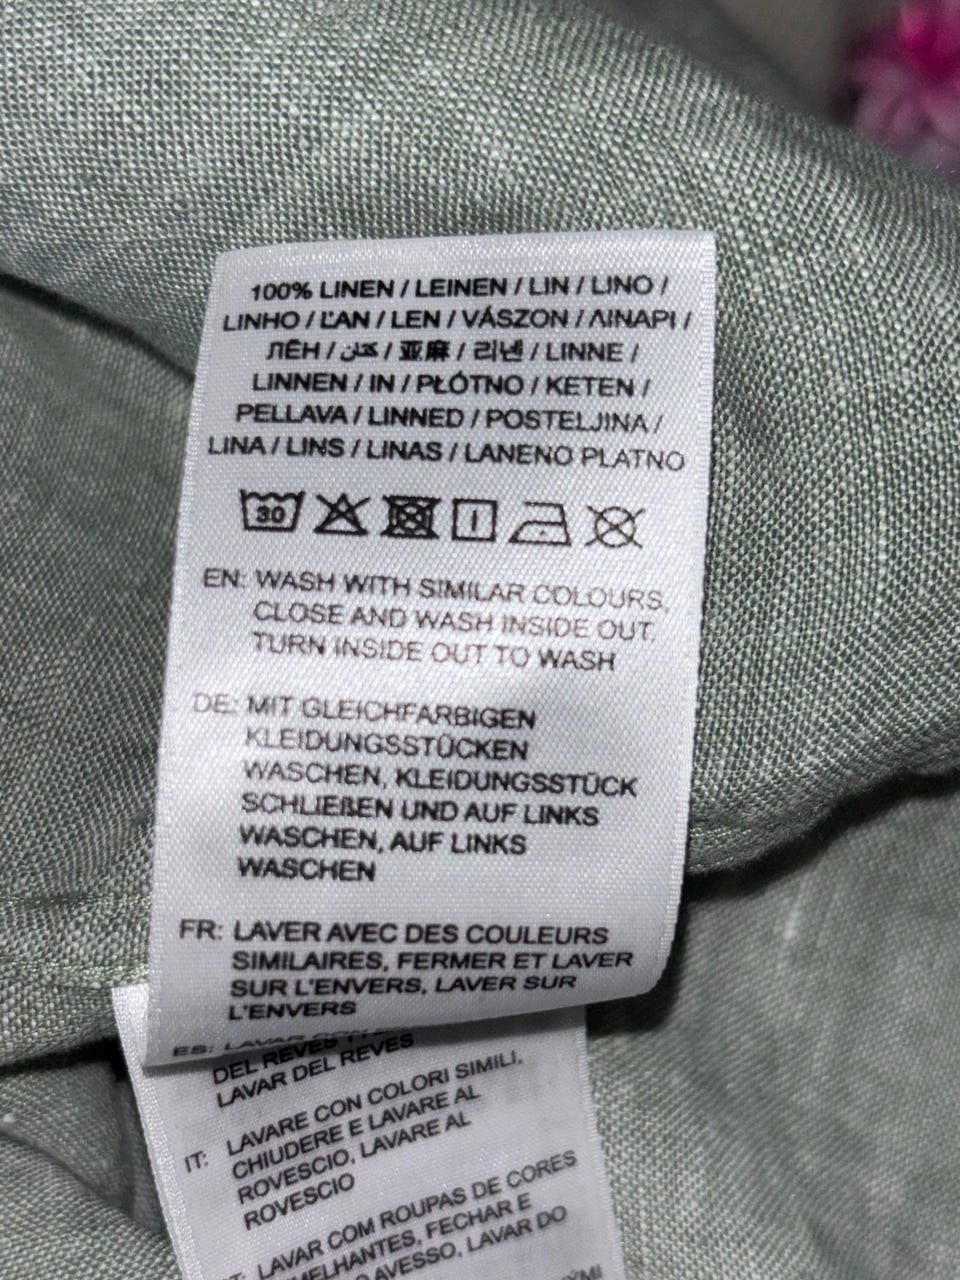 100% LINEN / LEINEN / LIN / LINO /
LINHO / ĽAN / LEN / VÁSZON / ΛΙΝΑΡΙ /
ЛЁН / كتان / 亚麻 / 리넨 / LINNE /
LINNEN / IN / PŁÓTNO / KETEN /
PELLAVA / LINNED / POSTELJINA /
LINA / LINS / LINAS / LANENO PLATNO
30
EN: WASH WITH SIMILAR COLOURS,
CLOSE AND WASH INSIDE OUT.
TURN INSIDE OUT TO WASH
DE: MIT GLEICHFARBIGEN
KLEIDUNGSSTÜCKEN
WASCHEN, KLEIDUNGSSTÜCK
SCHLIEẞEN UND AUF LINKS
WASCHEN, AUF LINKS
WASCHEN
FR: LAVER AVEC DES COULEURS
SIMILAIRES, FERMER ET LAVER
SUR L'ENVERS, LAVER SUR
L'ENVERS
ES: LAVAR CON
DEL REVES
LAVAR DEL REVES
IT: LAVARE CON COLORI SIMILI.
CHIUDERE E LAVARE AL
ROVESCIO, LAVARE AL
ROVESCIO
LAVAR COM ROUPAS DE CORES
FECHAR E
AVESSO, LAVAR DO